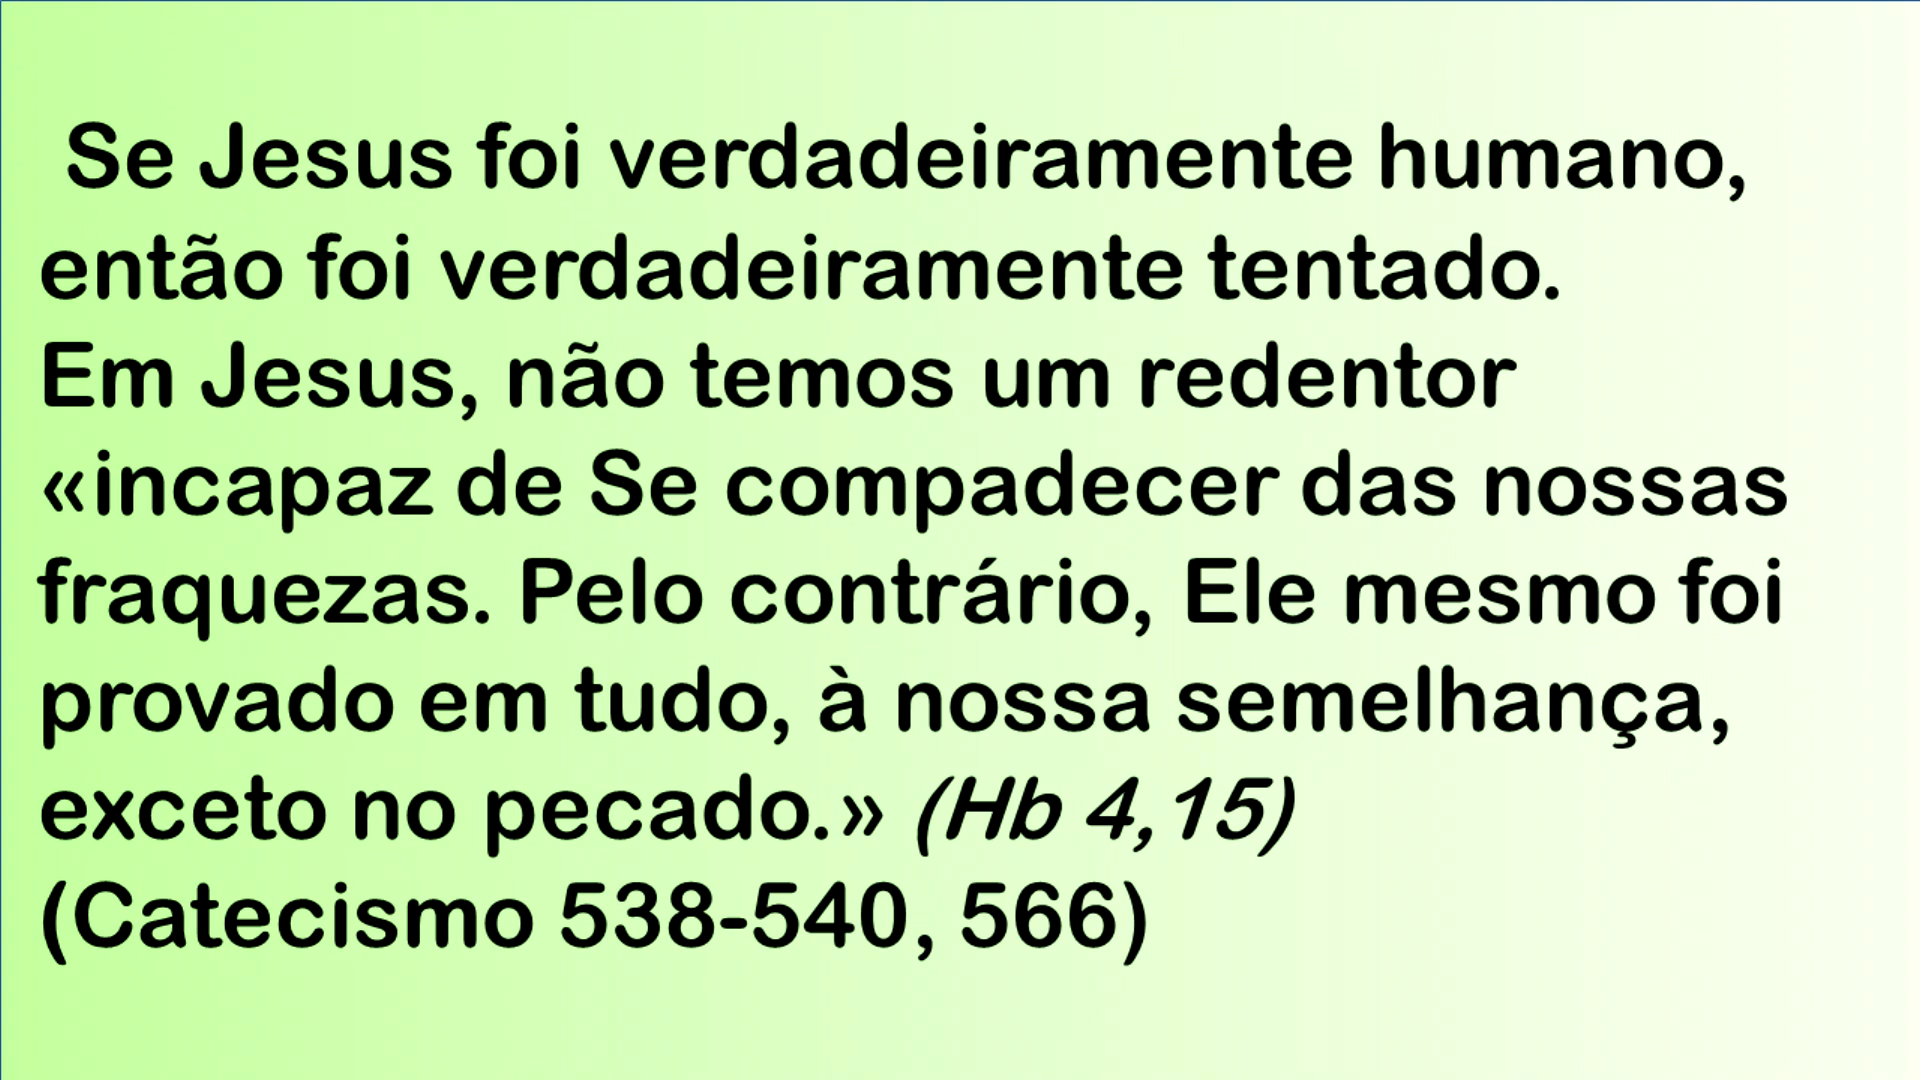 Se Jesus foi verdadeiramente humano,
então foi verdadeiramente tentado.
Em Jesus, não temos um redentor
«incapaz de Se compadecer das nossas
fraquezas. Pelo contrário, Ele mesmo foi
provado em tudo, à nossa semelhança,
exceto no pecado.» (Hb 4,15)
(Catecismo 538-540, 566)